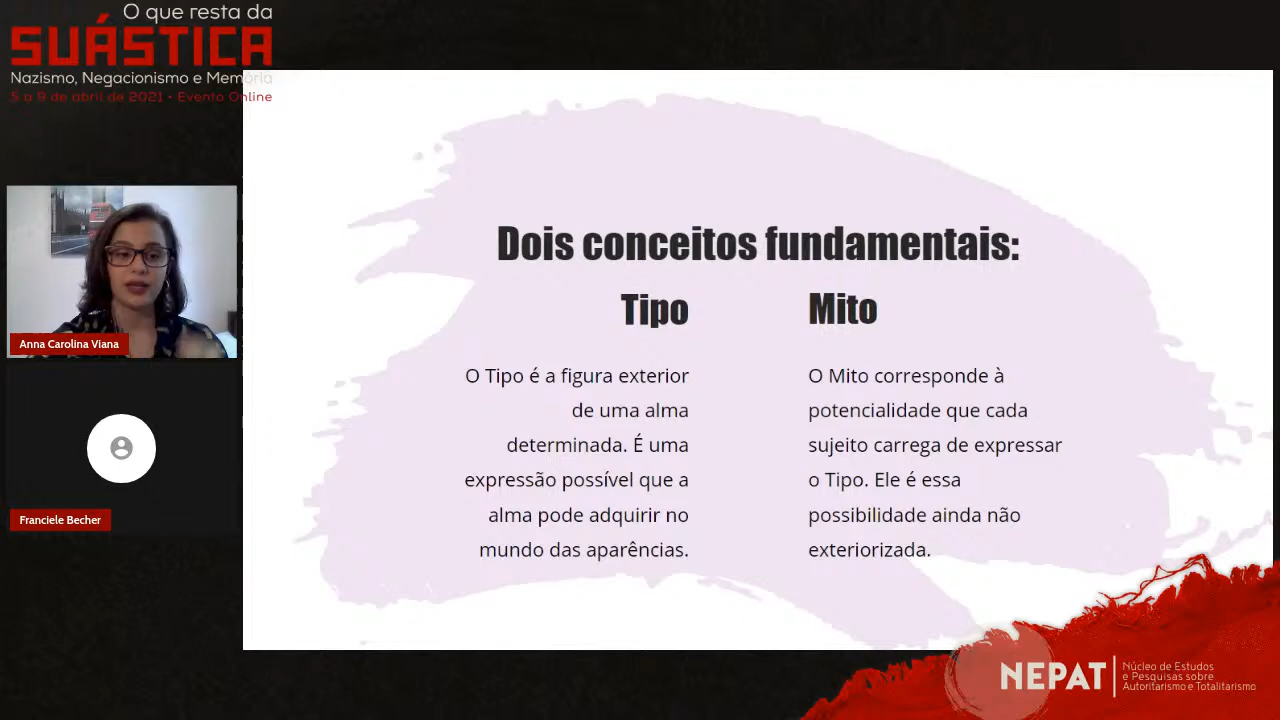 O que resta da
SUÁSTICA
Nazismo, Negacionismo e Memória
5 a 9 de abril de 2021 • Evento Online
Anna Carolina Viana
Franciele Becher
Dois conceitos fundamentais:
Tipo
O Tipo é a figura exterior
de uma alma
determinada. É uma
expressão possível que a
alma pode adquirir no
mundo das aparências.
Mito
O Mito corresponde à
potencialidade que cada
sujeito carrega de expressar
o Tipo. Ele é essa
possibilidade ainda não
exteriorizada.
NEPAT
Núcleo de Estudos
e Pesquisas sobre
Autoritarismo e Totalitarismo